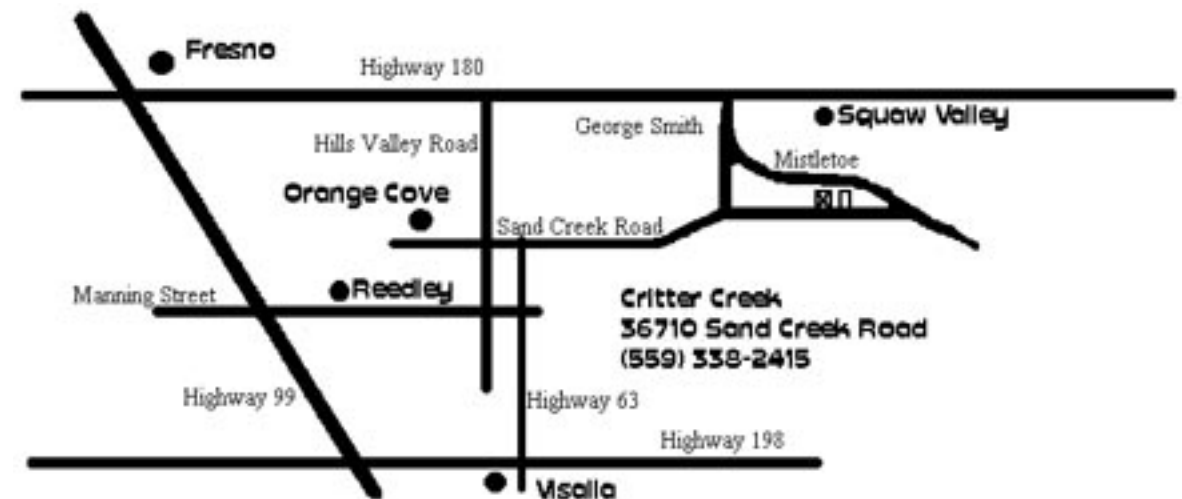 Fresno
Highway 180
Squaw Valley
George Smith
Hills Valley Road
Mistletoe
Orange Cove
Sand Creek Road
Reedley
Manning Street
Critter Creek
36710 Sand Creek Road
(559) 338-2415
Highway 99
Highway 63
Highway 198
Visalia